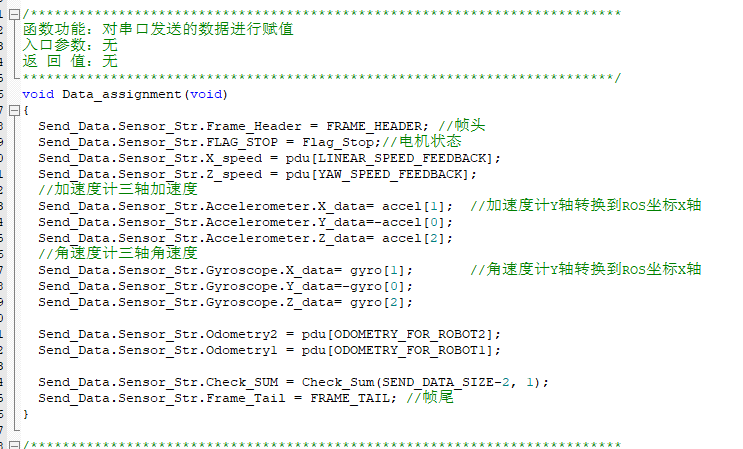 /**************************************************************************
函数功能：对串口发送的数据进行赋值
入口参数：无
返 回 值：无
**************************************************************************/
void Data_assignment(void)
{
  Send_Data.Sensor_Str.Frame_Header = FRAME_HEADER; //帧头
  Send_Data.Sensor_Str.FLAG_STOP = Flag_Stop;//电机状态
  Send_Data.Sensor_Str.X_speed = pdu[LINEAR_SPEED_FEEDBACK];
  Send_Data.Sensor_Str.Z_speed = pdu[YAW_SPEED_FEEDBACK];
  //加速度计三轴加速度
  Send_Data.Sensor_Str.Accelerometer.X_data= accel[1];  //加速度计Y轴转换到ROS坐标X轴
  Send_Data.Sensor_Str.Accelerometer.Y_data=-accel[0];
  Send_Data.Sensor_Str.Accelerometer.Z_data= accel[2];
  //角速度计三轴角速度
  Send_Data.Sensor_Str.Gyroscope.X_data= gyro[1];       //角速度计Y轴转换到ROS坐标X轴
  Send_Data.Sensor_Str.Gyroscope.Y_data=-gyro[0];
  Send_Data.Sensor_Str.Gyroscope.Z_data= gyro[2];
  Send_Data.Sensor_Str.Odometry2 = pdu[ODOMETRY_FOR_ROBOT2];
  Send_Data.Sensor_Str.Odometry1 = pdu[ODOMETRY_FOR_ROBOT1];
  Send_Data.Sensor_Str.Check_SUM = Check_Sum(SEND_DATA_SIZE-2, 1);
  Send_Data.Sensor_Str.Frame_Tail = FRAME_TAIL; //帧尾
}
/**************************************************************************